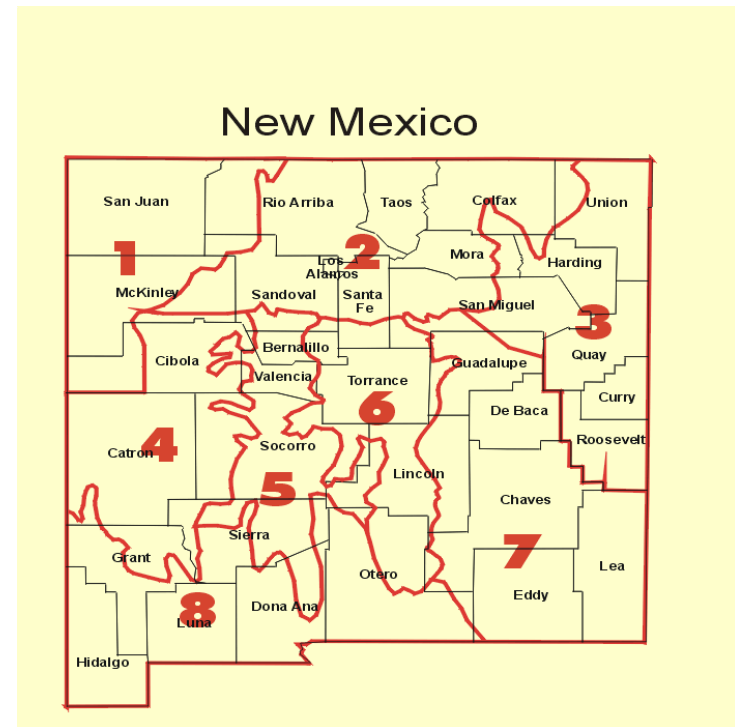 New Mexico
San Juan
Rio Arriba
Taos
Colfax
Union
1
2
Los
Alamos
Mora
Harding
McKinley
Sandoval
Santa
Fe
San Miguel
3
Cibola
Bernalillo
Valencia
Torrance
Guadalupe
Quay
Curry
6
De Baca
Roosevelt
4
Catron
Socorro
Lincoln
5
Chaves
Sierra
7
Grant
Otero
Lea
8
Luna
Dona Ana
Eddy
Hidalgo